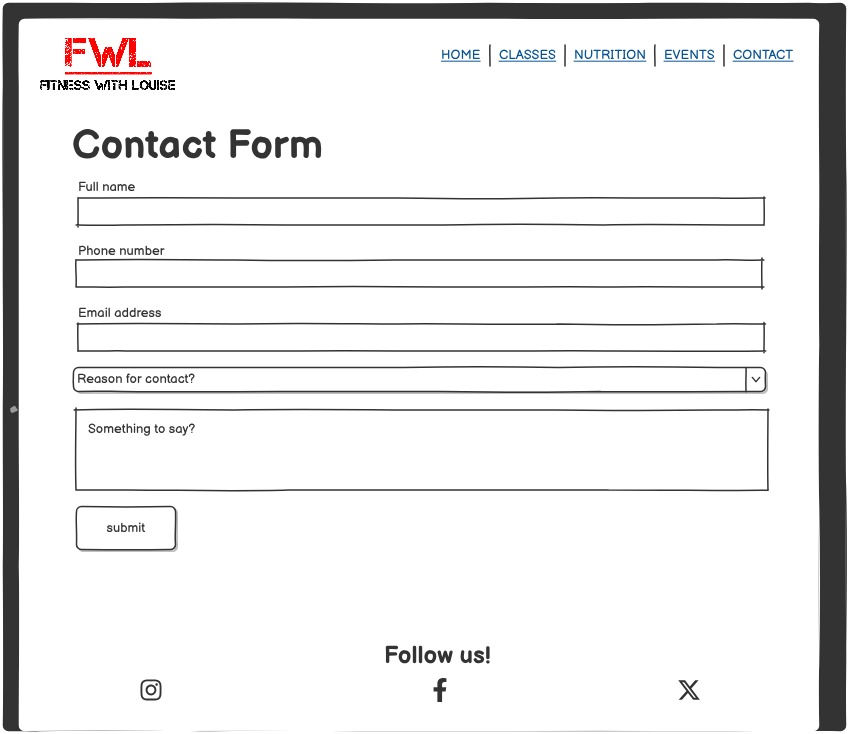 FWL
FITNESS WITH LOUISE
HOME | CLASSES | NUTRITION | EVENTS | CONTACT
Contact Form
Full name
Phone number
Email address
Reason for contact?
Something to say?
submit
Follow us!